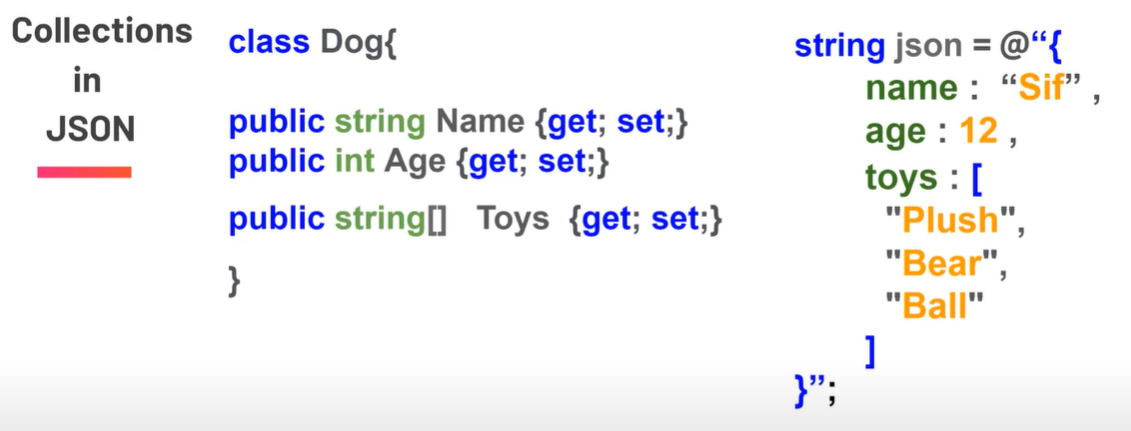 Collections
in
JSON
class Dog{
public string Name {get; set;}
public int Age {get; set;}
public string[] Toys {get; set;}
}
string json = @“{
name : “Sif” ,
age : 12 ,
toys : [
"Plush",
"Bear",
"Ball"
]
}”;